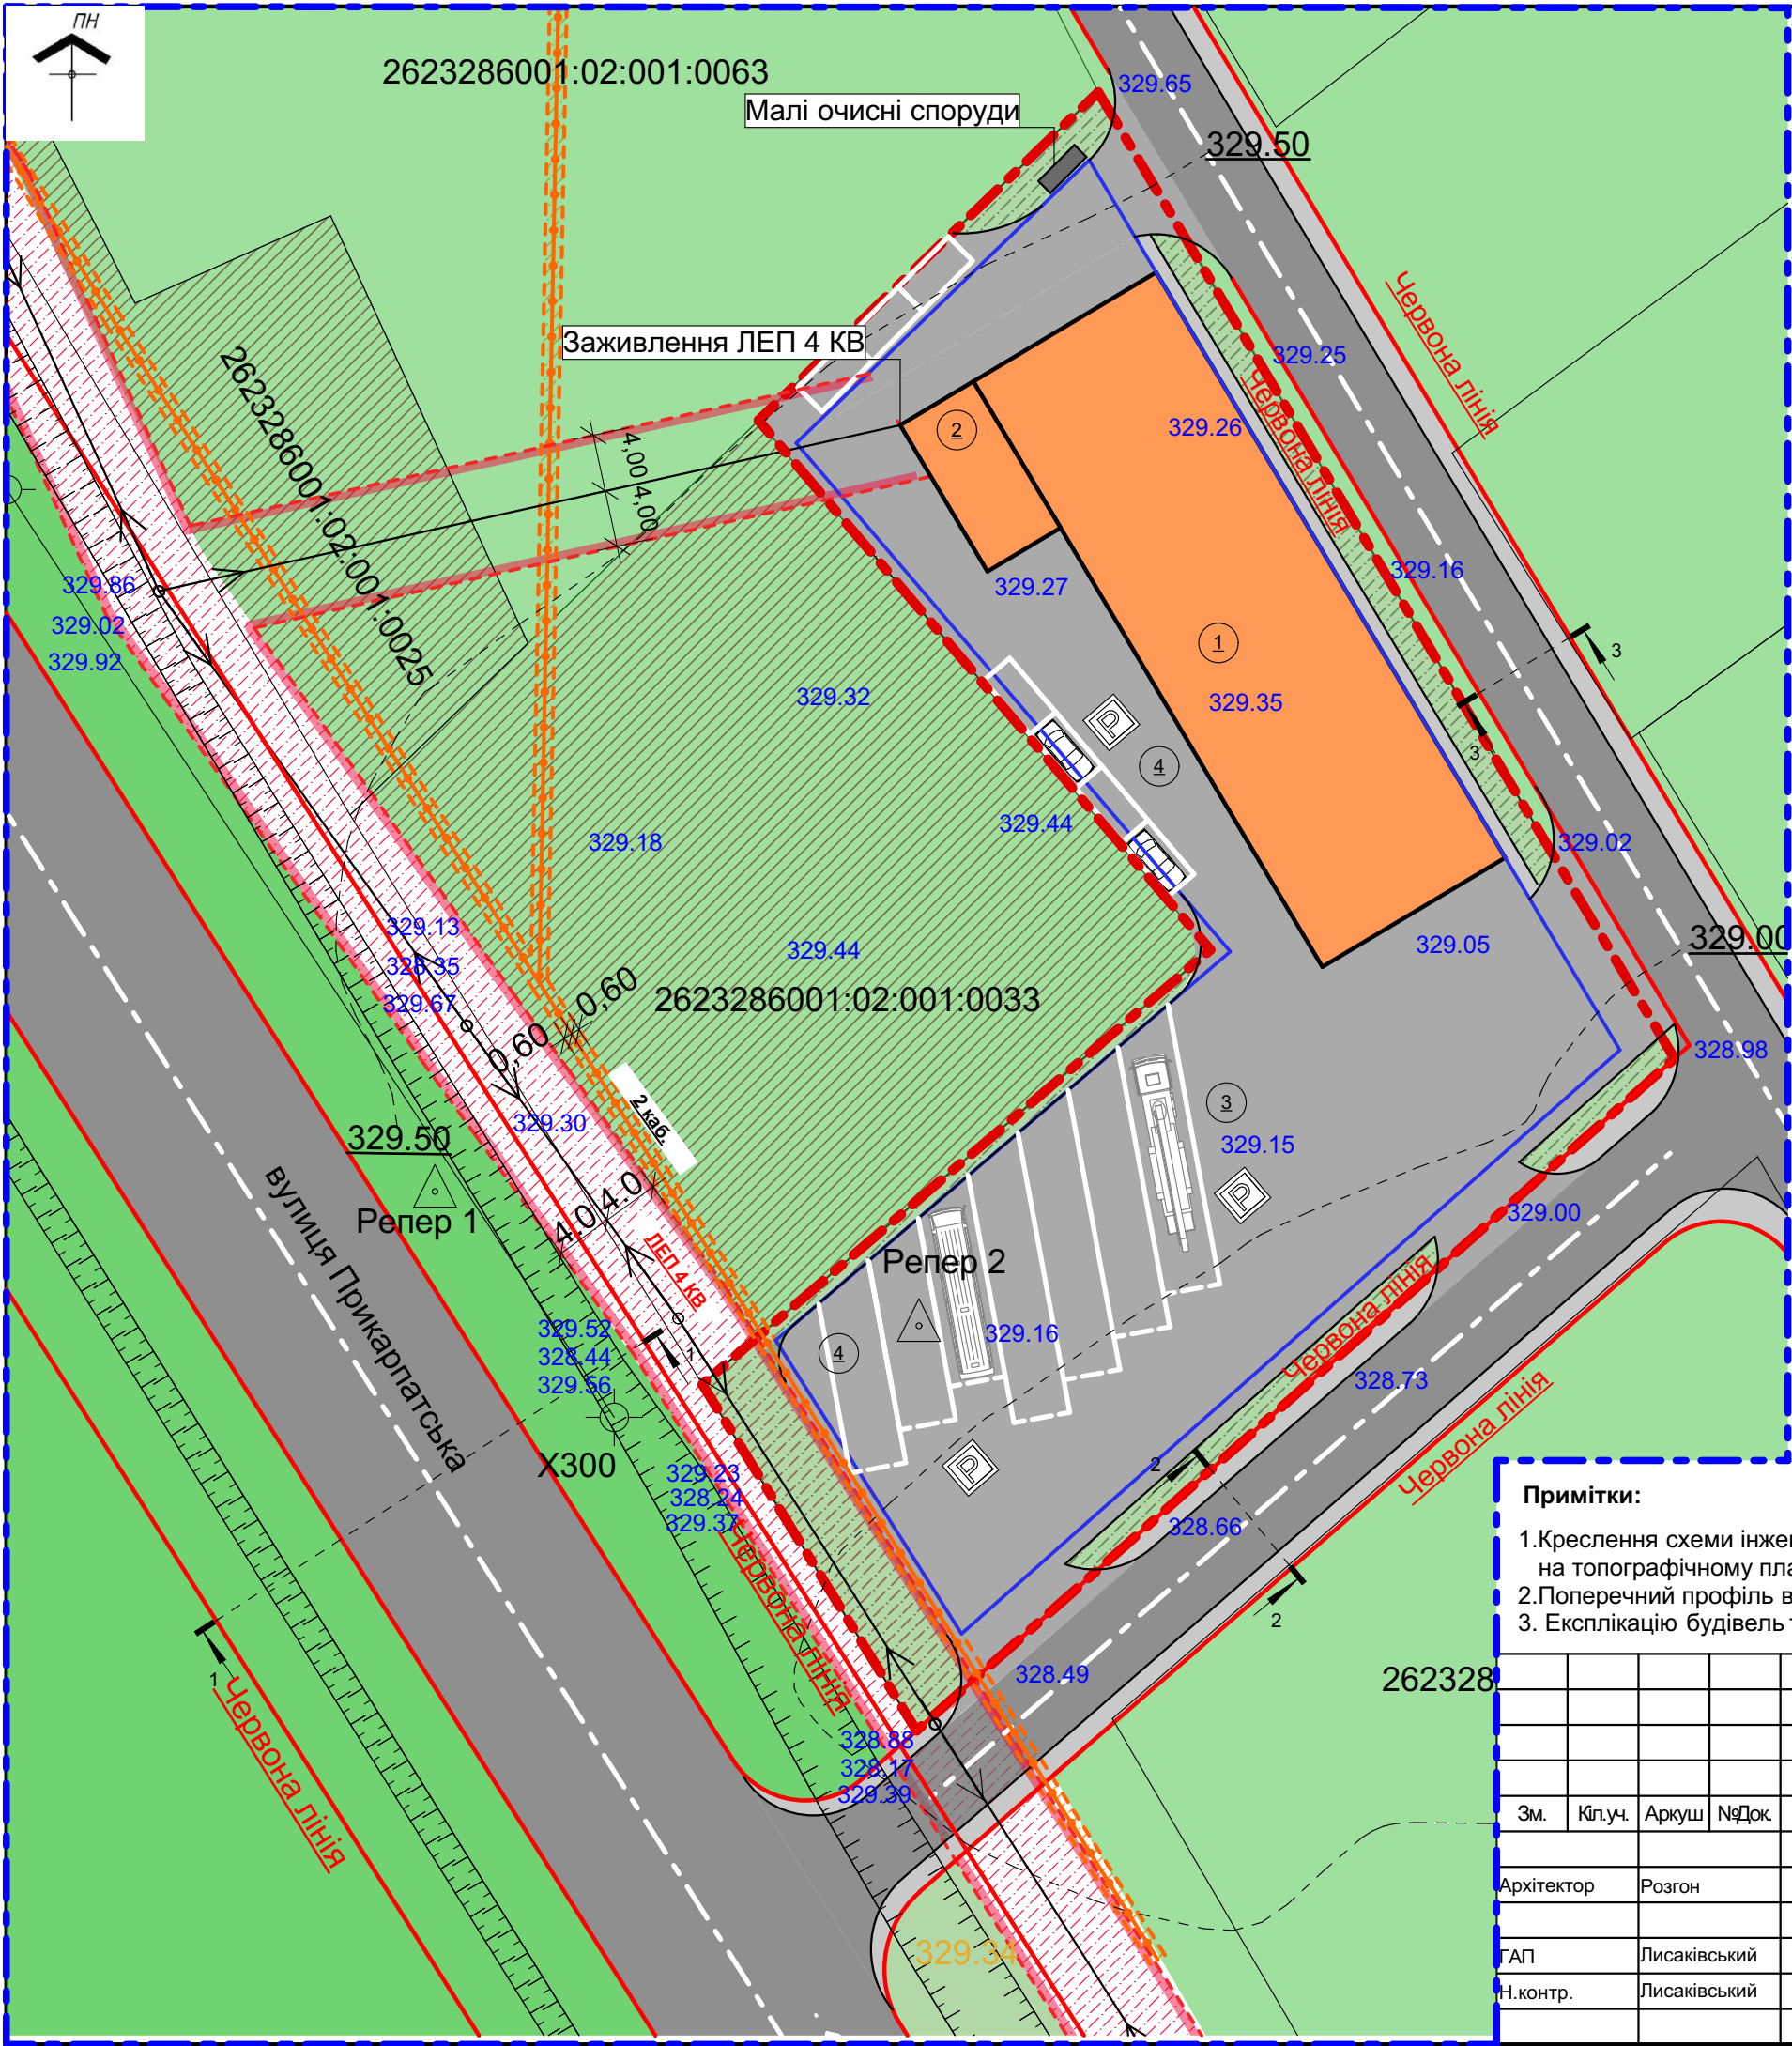 ПН
2623286001:02:001:0063
329.65
Малі очисні споруди
329.50
Червона лінія
Заживлення ЛЕП 4 КВ
329.25
Червона лінія
2623286001:02:001:0025
4,00
4,00
2
329.26
329.86
329.02
329.92
329.27
329.16
1
3
3
329.32
329.35
4
329.18
329.44
329.02
329.13
328.35
329.67
329.44
329.05
329.00
0,60
0,60
2623286001:02:001:0033
328.98
2 каб.
329.30
3
329.15
329.50
Репер 1
вулиця Прикарпатська
4.0
4.0
ЛЕП 4 КВ
Репер 2
329.00
329.52
328.44
329.56
1
4
329.16
Червона лінія
328.73
Червона лінія
Х300
329.23
328.24
329.37
Р
Р
Р
2
328.66
2
Червона лінія
1
Червона лінія
328.49
262328
328.88
328.17
329.39
329.34
Примітки:
1.Креслення схеми інже
на топографічному пла
2.Поперечний профіль в
3. Експлікацію будівель
Зм. Кіл.уч. Аркуш №Док.
Архітектор Розгон
ГАП Лисаківський
Н.контр. Лисаківський